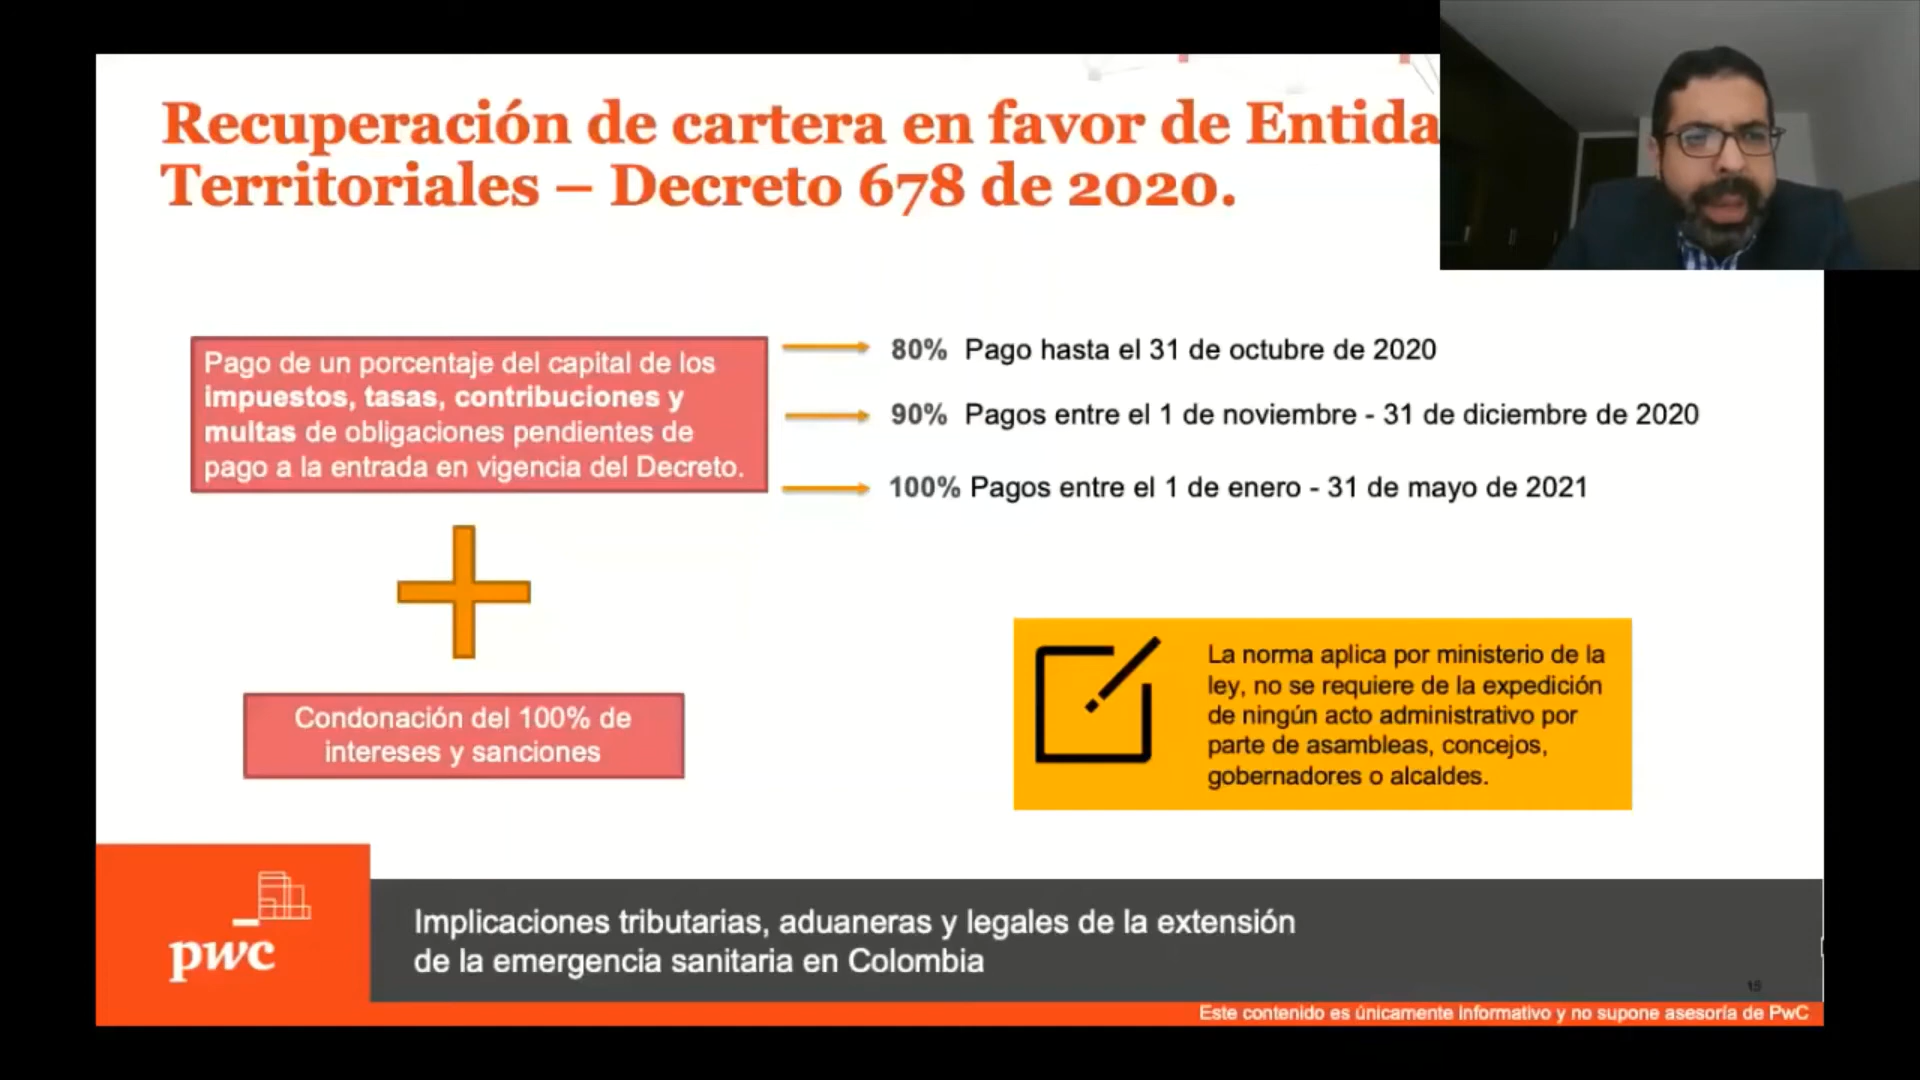 Recuperación de cartera en favor de Entida
Territoriales – Decreto 678 de 2020.
Pago de un porcentaje del capital de los
impuestos, tasas, contribuciones y
multas de obligaciones pendientes de
pago a la entrada en vigencia del Decreto.
80% Pago hasta el 31 de octubre de 2020
90% Pagos entre el 1 de noviembre - 31 de diciembre de 2020
100% Pagos entre el 1 de enero - 31 de mayo de 2021
Condonación del 100% de
intereses y sanciones
La norma aplica por ministerio de la
ley, no se requiere de la expedición
de ningún acto administrativo por
parte de asambleas, concejos,
gobernadores o alcaldes.
pwc
Implicaciones tributarias, aduaneras y legales de la extensión
de la emergencia sanitaria en Colombia
15
Este contenido es únicamente Informativo y no supone asesoría de PwC